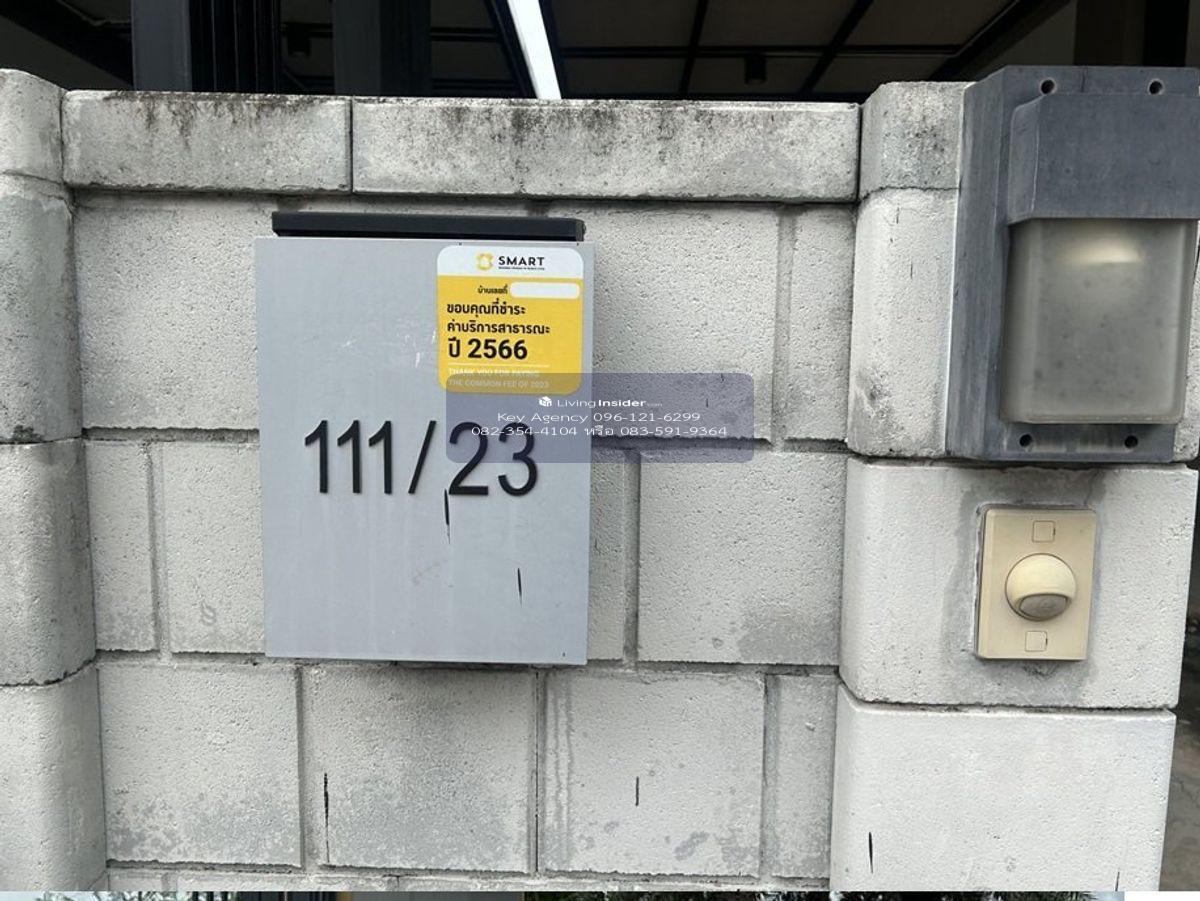 SMART
บ้านเลขที่
ขอบคุณที่ชำระ
ค่าบริการสาธารณะ
ปี 2566
THANK YOU FOR PAYING
THE COMMON FEE OF 2023
LivingInsider.com
Key Agency 096-121-6299
082-354-4104 หรือ 083-591-9364
111/23